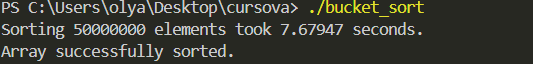 PS C:\Users\olya\Desktop\cursova> ./bucket_sort
Sorting 50000000 elements took 7.67947 seconds.
Array successfully sorted.